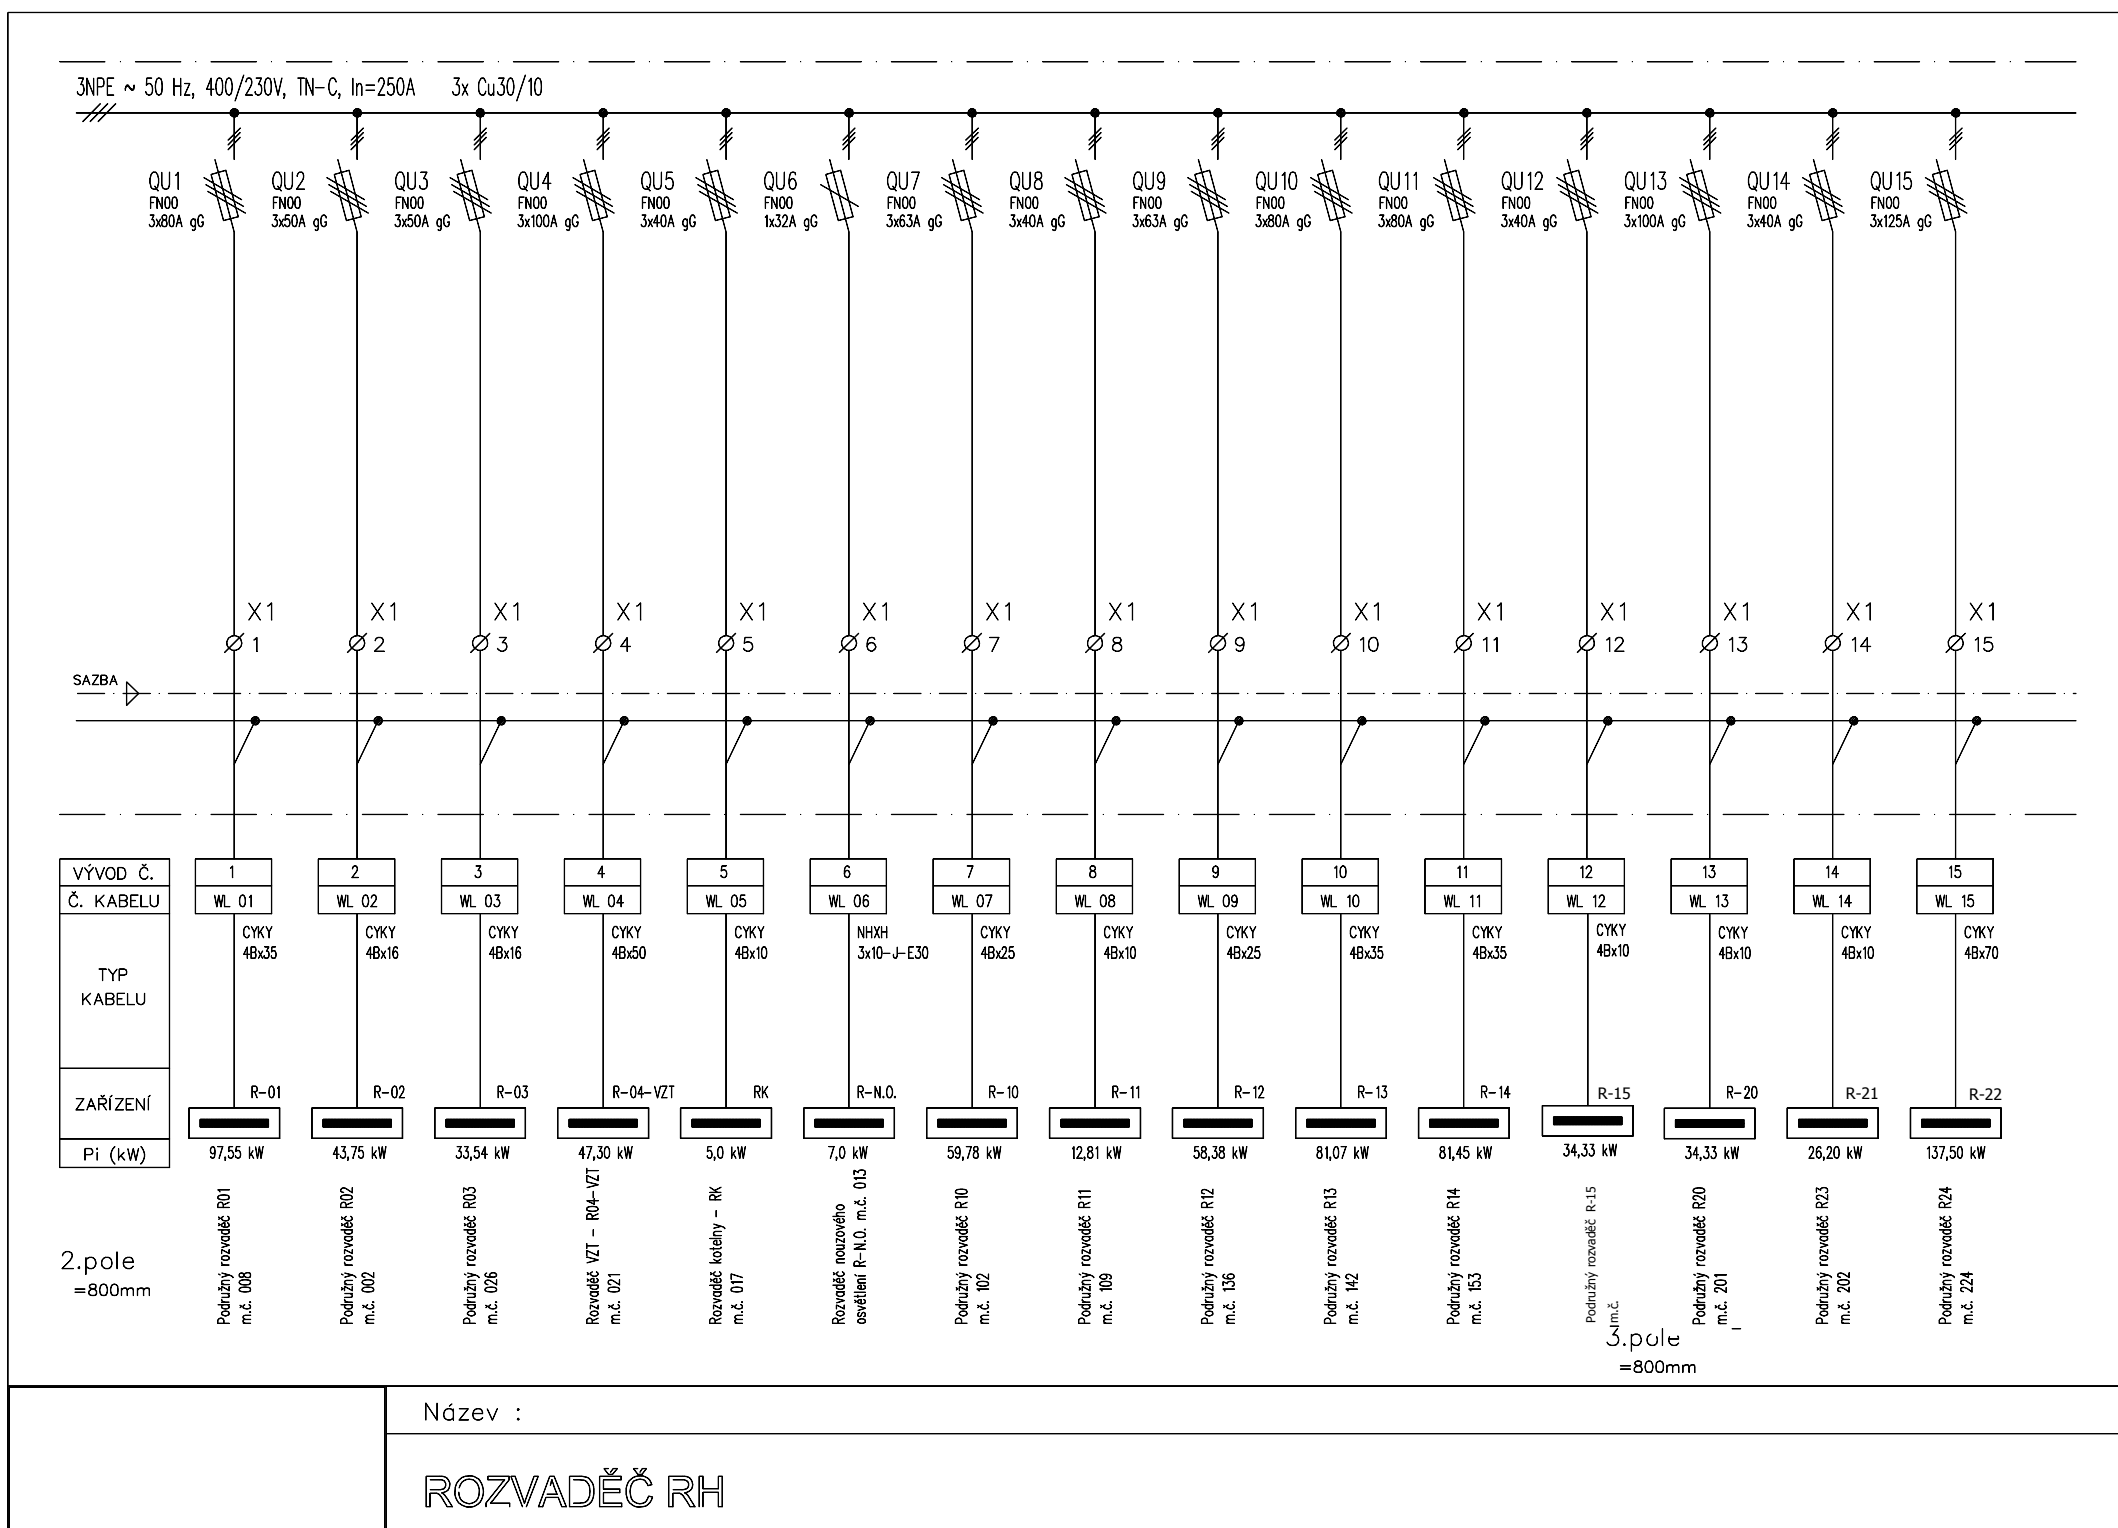 3NPE ~ 50 Hz, 400/230V, TN-C, In=250A 3x Cu30/10
QU1
FN00
3x80A gG
QU2
FN00
3x50A gG
QU3
FN00
3x50A gG
QU4
FN00
3x100A gG
QU5
FN00
3x40A gG
QU6
FN00
1x32A gG
QU7
FN00
3x63A gG
QU8
FN00
3x40A gG
QU9
FN00
3x63A gG
QU10
FN00
3x80A gG
QU11
FN00
3x80A gG
QU12
FN00
3x40A gG
QU13
FN00
3x100A gG
QU14
FN00
3x40A gG
QU15
FN00
3x125A gG
X1 X1 X1 X1 X1 X1 X1 X1 X1 X1 X1 X1 X1 X1 X1
1 2 3 4 5 6 7 8 9 10 11 12 13 14 15
SAZBA
VÝVOD Č. 1 2 3 4 5 6 7 8 9 10 11 12 13 14 15
Č. KABELU WL 01 WL 02 WL 03 WL 04 WL 05 WL 06 WL 07 WL 08 WL 09 WL 10 WL 11 WL 12 WL 13 WL 14 WL 15
TYP
KABELU
CYKY
4Bx35
CYKY
4Bx16
CYKY
4Bx16
CYKY
4Bx50
CYKY
4Bx10
NHXH
3x10-J-E30
CYKY
4Bx25
CYKY
4Bx10
CYKY
4Bx25
CYKY
4Bx35
CYKY
4Bx35
CYKY
4Bx10
CYKY
4Bx10
CYKY
4Bx10
CYKY
4Bx70
ZAŘÍZENÍ R-01 R-02 R-03 R-04-VZT RK R-N.O. R-10 R-11 R-12 R-13 R-14 R-15 R-20 R-21 R-22
Pi (kW) 97,55 kW 43,75 kW 33,54 kW 47,30 kW 5,0 kW 7,0 kW 59,78 kW 12,81 kW 58,38 kW 81,07 kW 81,45 kW 34,33 kW 34,33 kW 26,20 kW 137,50 kW
Podružný rozvaděč R01
m.č. 008
Podružný rozvaděč R02
m.č. 002
Podružný rozvaděč R03
m.č. 026
Rozvaděč VZT - R04-VZT
m.č. 021
Rozvaděč kotelny - RK
m.č. 017
Rozvaděč nouzového
osvětlení R-N.O. m.č. 013
Podružný rozvaděč R10
m.č. 102
Podružný rozvaděč R11
m.č. 109
Podružný rozvaděč R12
m.č. 136
Podružný rozvaděč R13
m.č. 142
Podružný rozvaděč R14
m.č. 153
Podružný rozvaděč R-15
m.č.
Podružný rozvaděč R20
m.č. 201
Podružný rozvaděč R23
m.č. 202
Podružný rozvaděč R24
m.č. 224
2.pole
=800mm
3.pole
=800mm
Název :
ROZVADĚČ RH